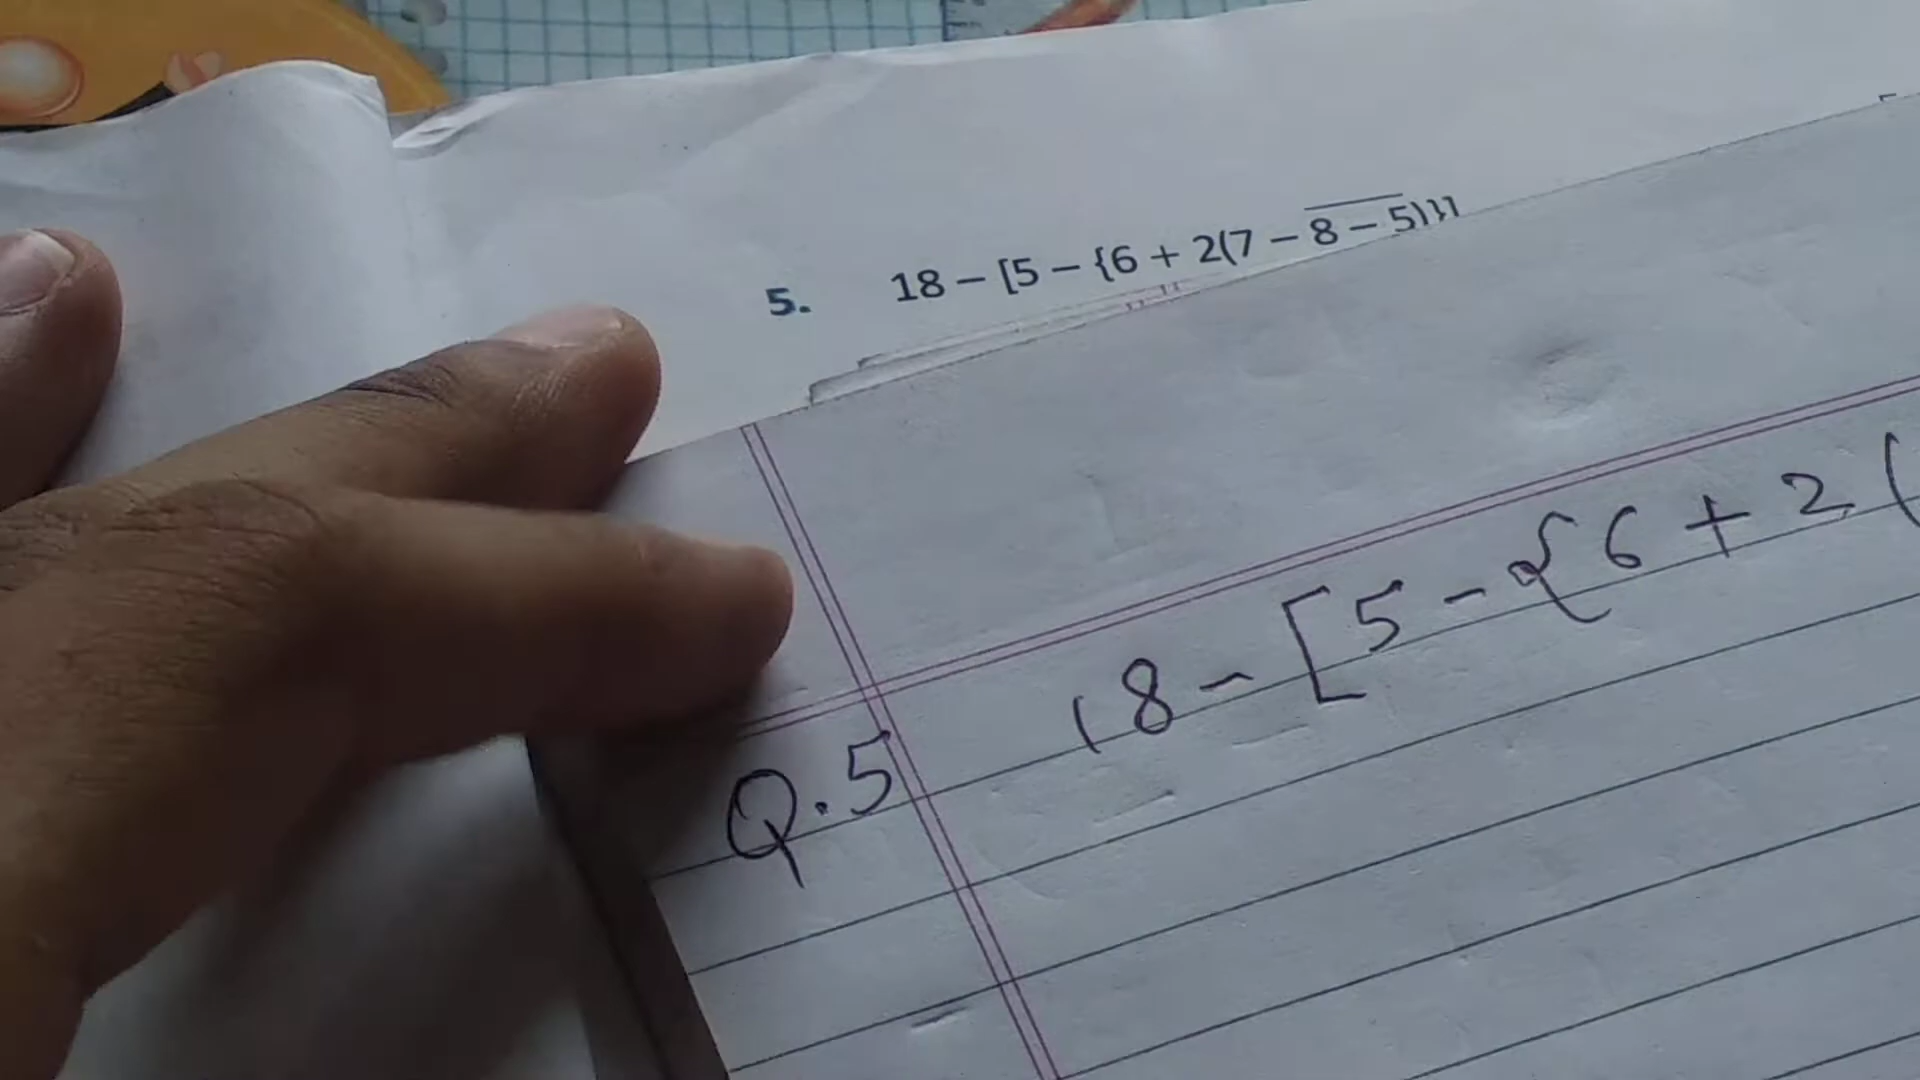 5. 18 – [5 – {6 + 2(7 – 8̅ ̅–̅ ̅5̅)}]
Q.5 18 - [5 - {6 + 2 (